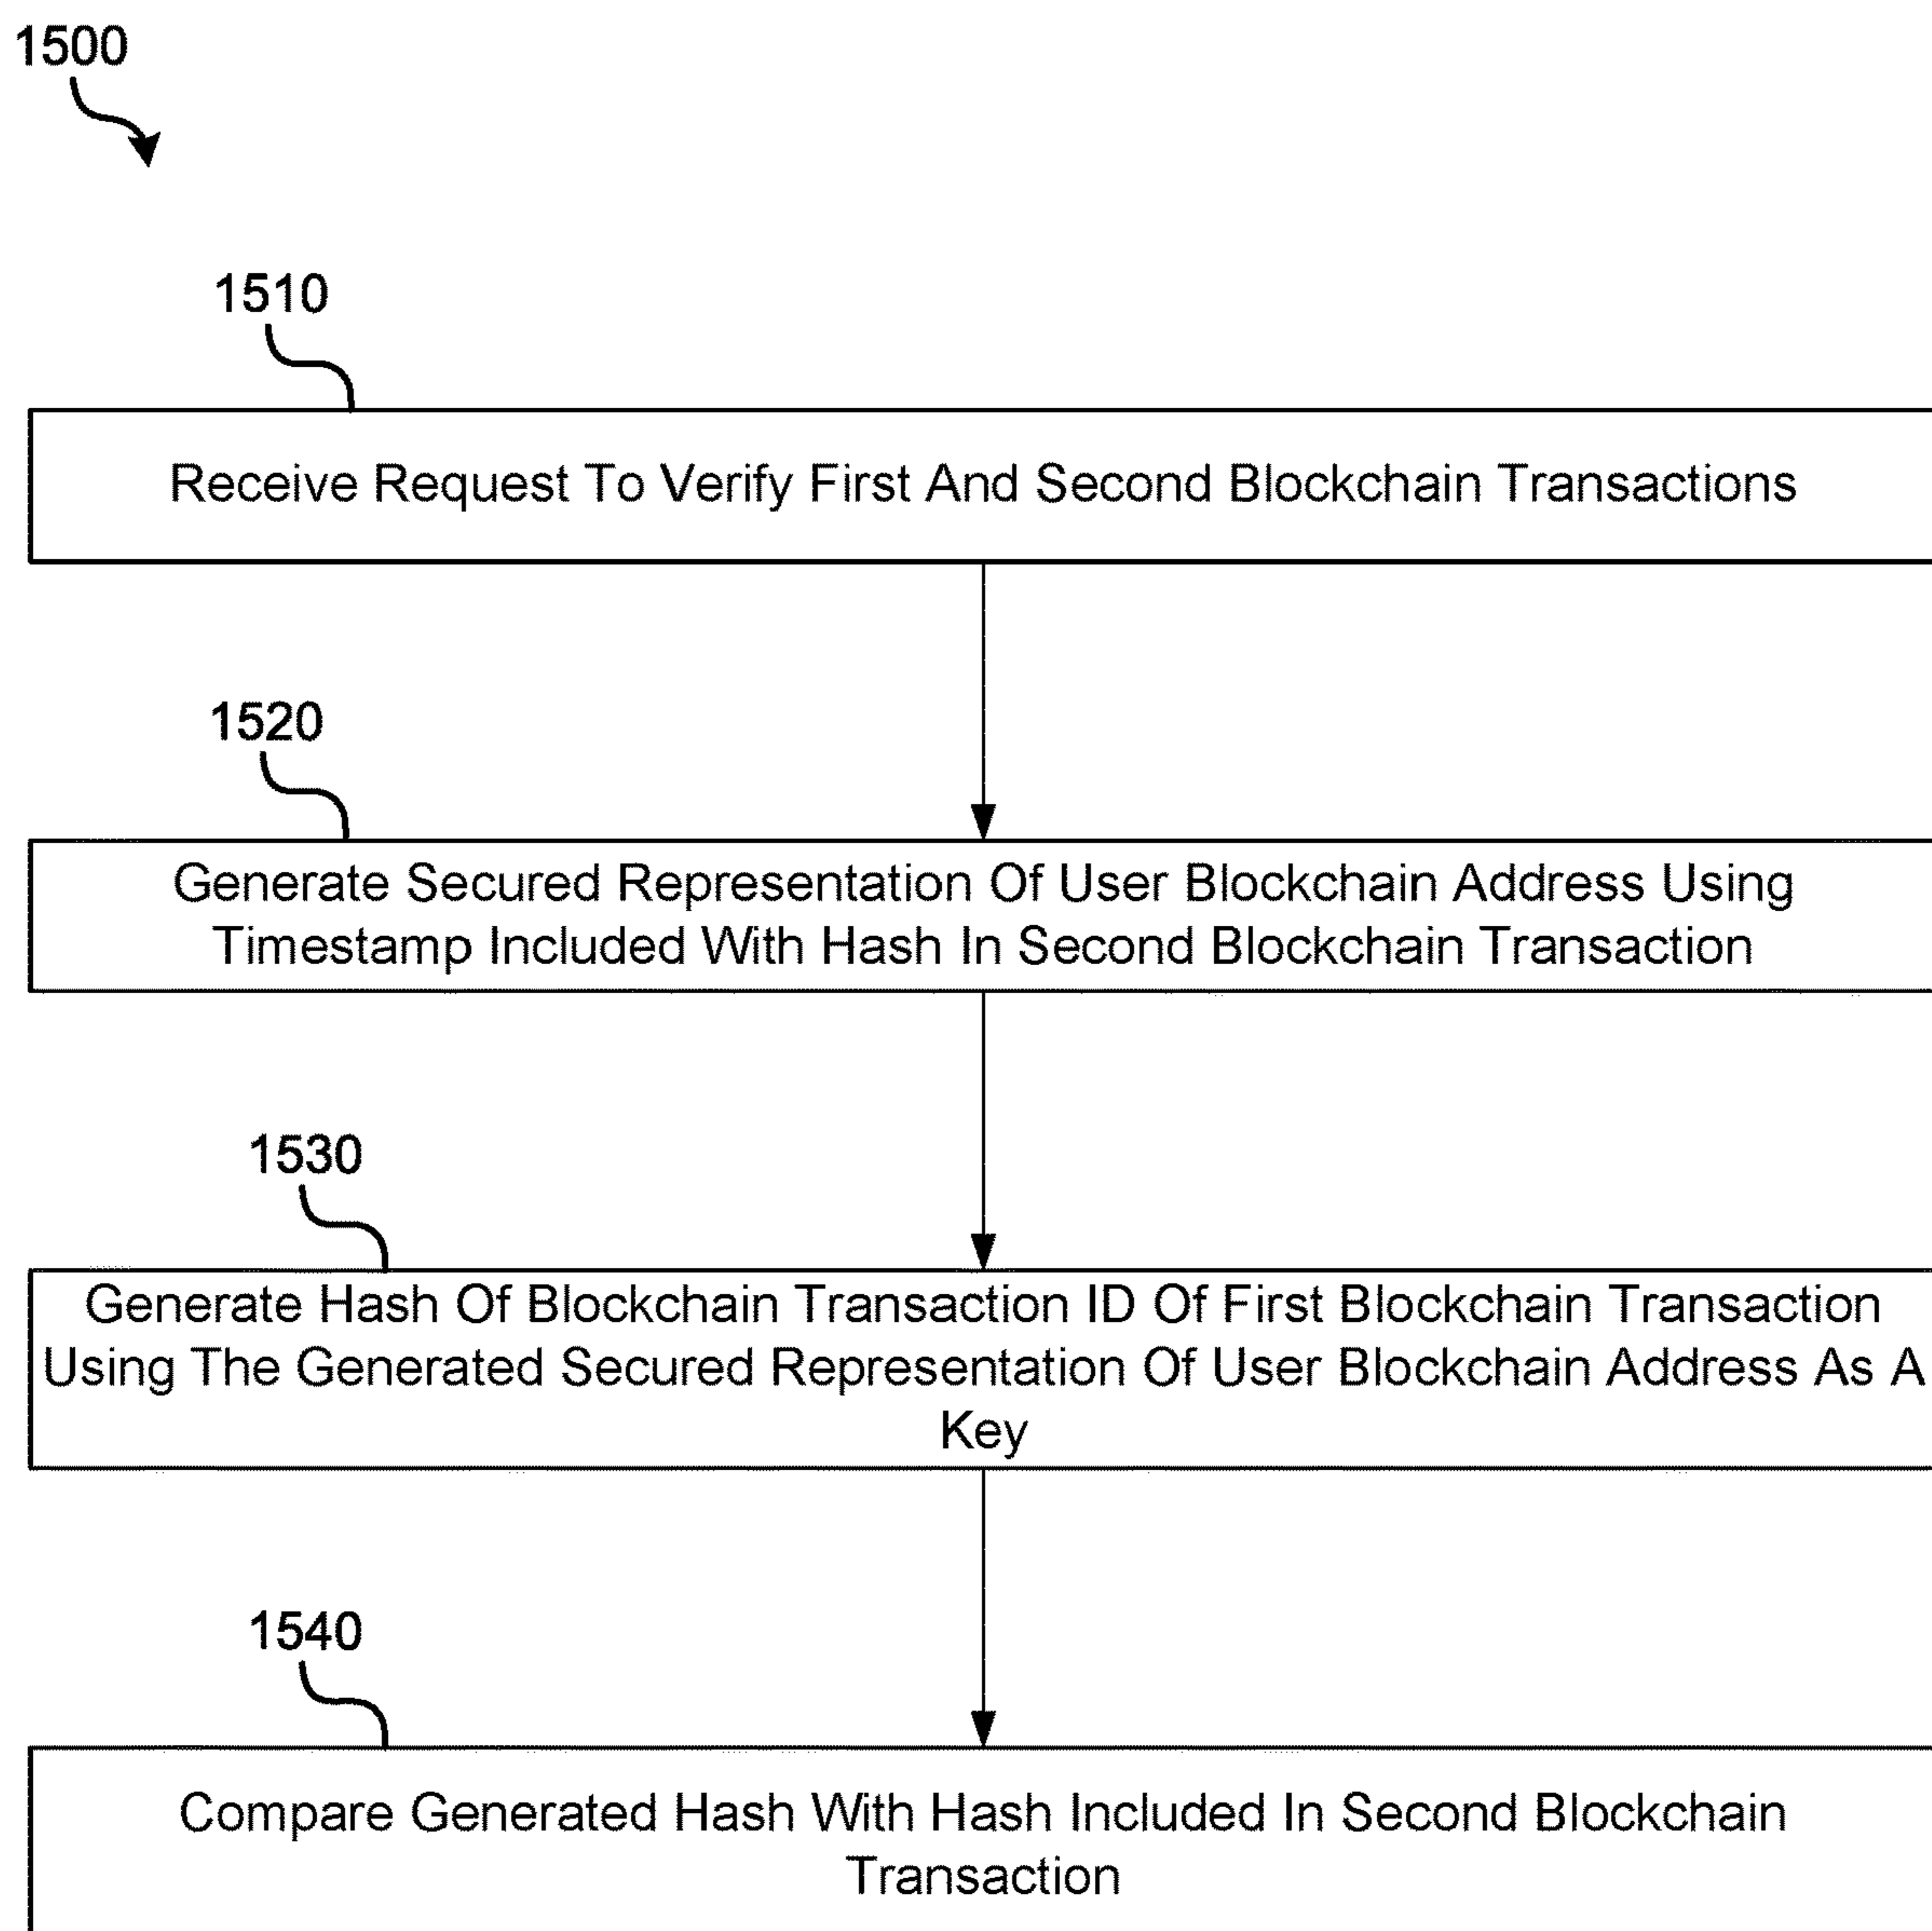 1500
1510
Receive Request To Verify First And Second Blockchain Transactions
1520
Generate Secured Representation Of User Blockchain Address Using
Timestamp Included With Hash In Second Blockchain Transaction
1530
Generate Hash Of Blockchain Transaction ID Of First Blockchain Transaction
Using The Generated Secured Representation Of User Blockchain Address As A
Key
1540
Compare Generated Hash With Hash Included In Second Blockchain
Transaction